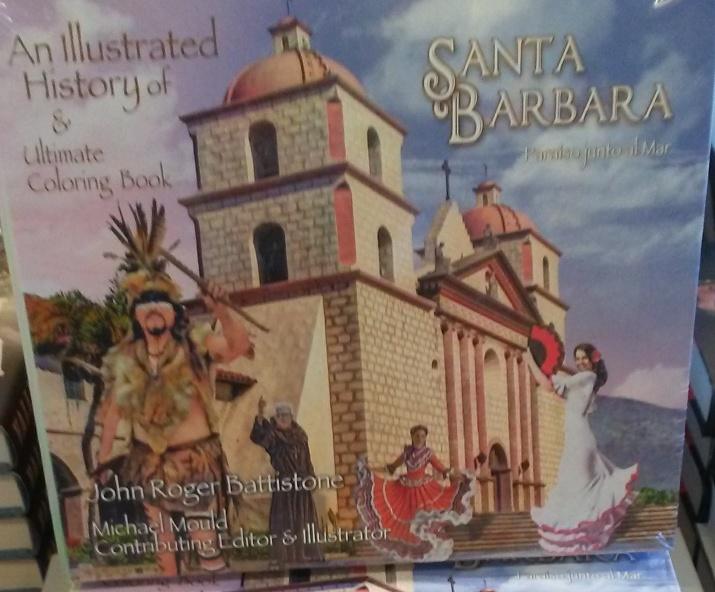 An Illustrated
History of
&
Ultimate
Coloring Book
SANTA
BARBARA
Paraiso junto al Mar
John Roger Battistone
Michael Mould
Contributing Editor & Illustrator